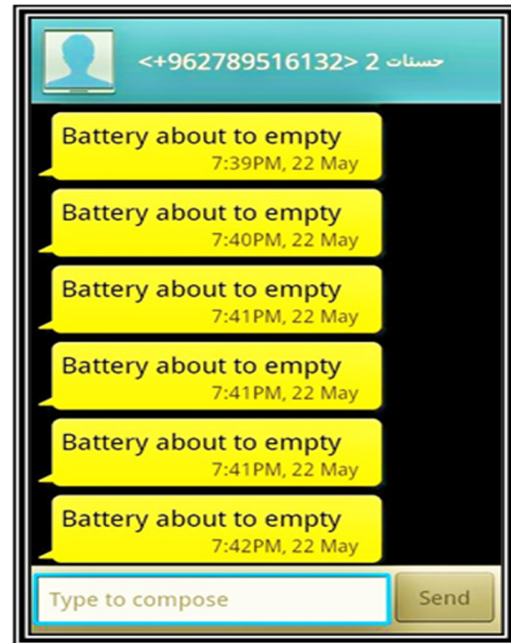 <+962789516132> 2 حسنات
Battery about to empty
7:39PM, 22 May
Battery about to empty
7:40PM, 22 May
Battery about to empty
7:41PM, 22 May
Battery about to empty
7:41PM, 22 May
Battery about to empty
7:41PM, 22 May
Battery about to empty
7:42PM, 22 May
Type to compose
Send